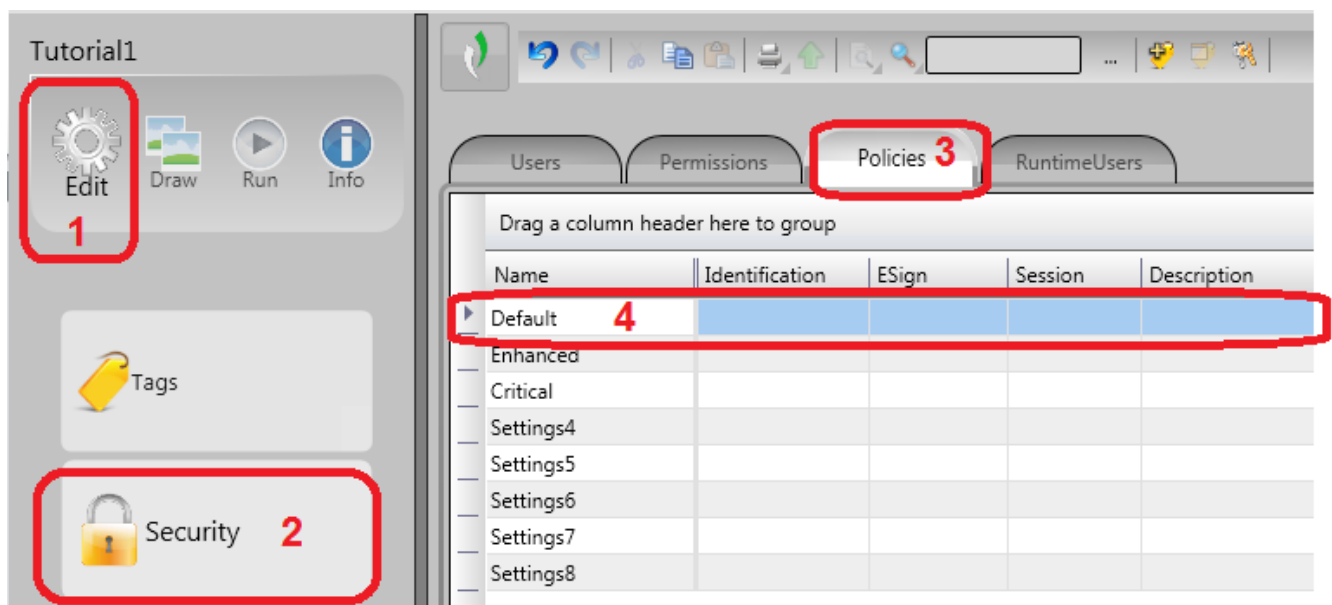 Tutorial1
Edit
Draw
Run
Info
1
Tags
Security 2
...
Users
Permissions
Policies 3
RuntimeUsers
Drag a column header here to group
Name Identification ESign Session Description
Default 4
Enhanced
Critical
Settings4
Settings5
Settings6
Settings7
Settings8